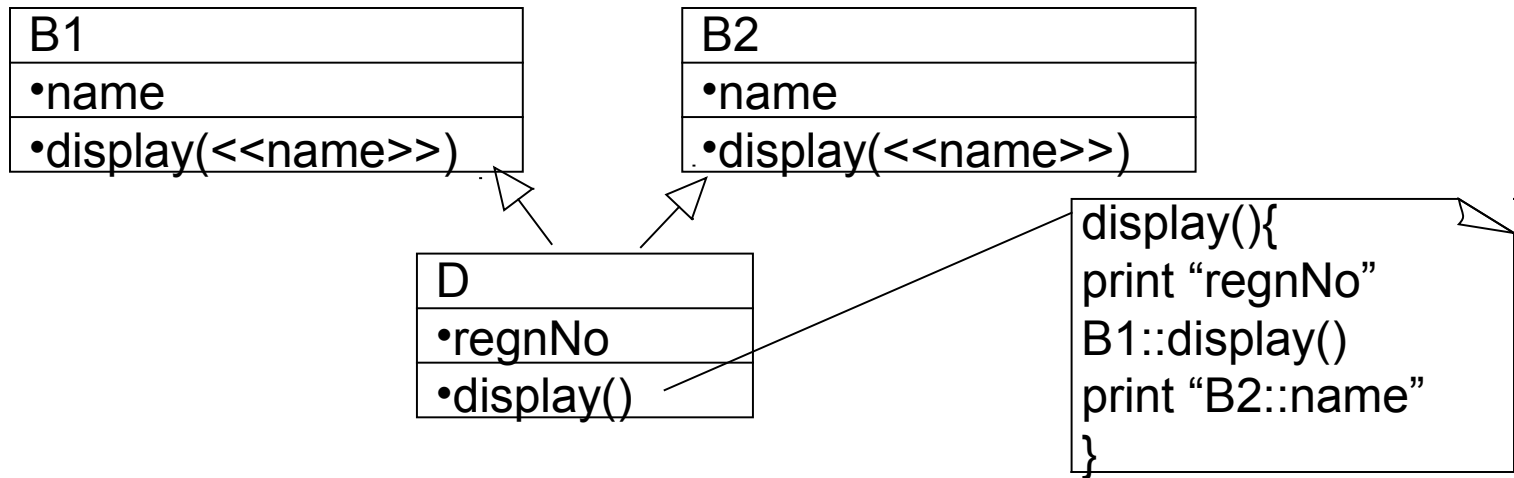 B1
•name
•display(<<name>>)
B2
•name
•display(<<name>>)
D
•regnNo
•display()
display(){
print “regnNo”
B1::display()
print “B2::name”
}